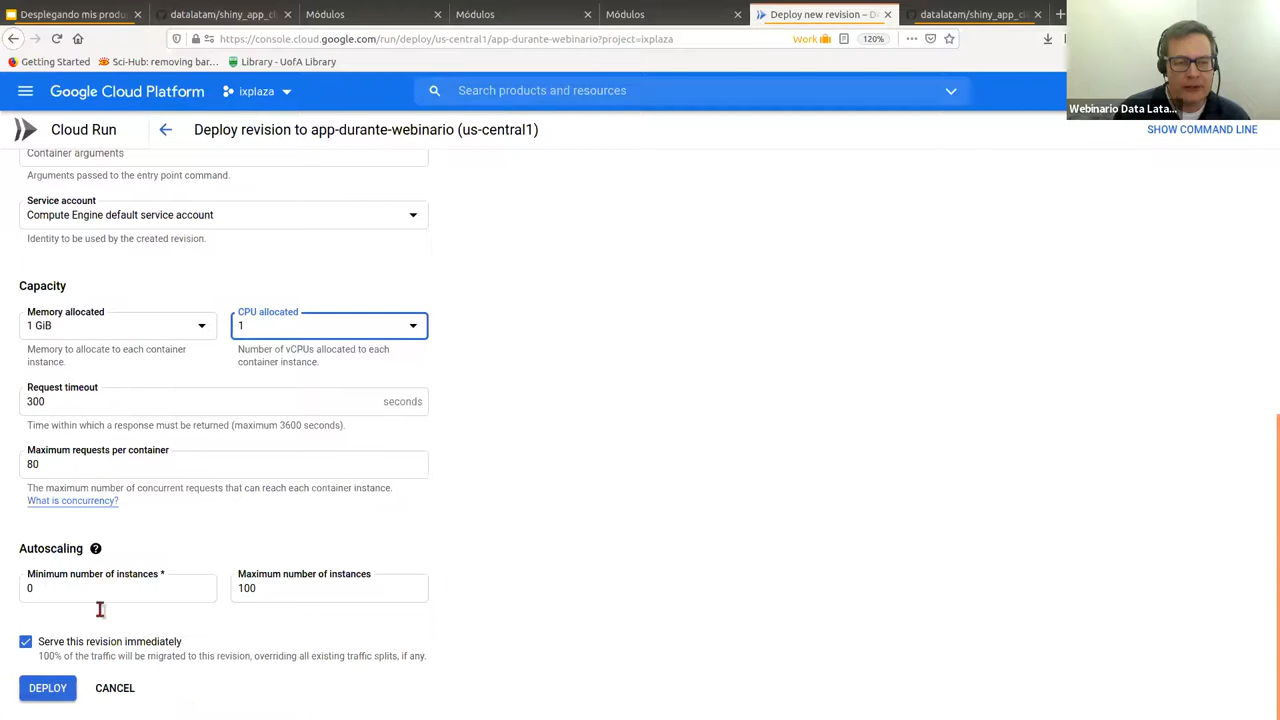 Desplegando mis produ
datalatam/shiny_app_cl
Módulos
Módulos
Módulos
Deploy new revision – D
datalatam/shiny_app_cl
https://console.cloud.google.com/run/deploy/us-central1/app-durante-webinario?project=ixplaza
Work
120%
Getting Started
Sci-Hub: removing bar...
Library - UofA Library
Google Cloud Platform
ixplaza
Search products and resources
Webinario Data Lata...
Cloud Run
Deploy revision to app-durante-webinario (us-central1)
SHOW COMMAND LINE
Container arguments
Arguments passed to the entry point command.
Service account
Compute Engine default service account
Identity to be used by the created revision.
Capacity
Memory allocated
1 GiB
Memory to allocate to each container
instance.
CPU allocated
1
Number of vCPUs allocated to each
container instance.
Request timeout
300
seconds
Time within which a response must be returned (maximum 3600 seconds).
Maximum requests per container
80
The maximum number of concurrent requests that can reach each container instance.
What is concurrency?
Autoscaling
Minimum number of instances *
0
Maximum number of instances
100
Serve this revision immediately
100% of the traffic will be migrated to this revision, overriding all existing traffic splits, if any.
DEPLOY
CANCEL